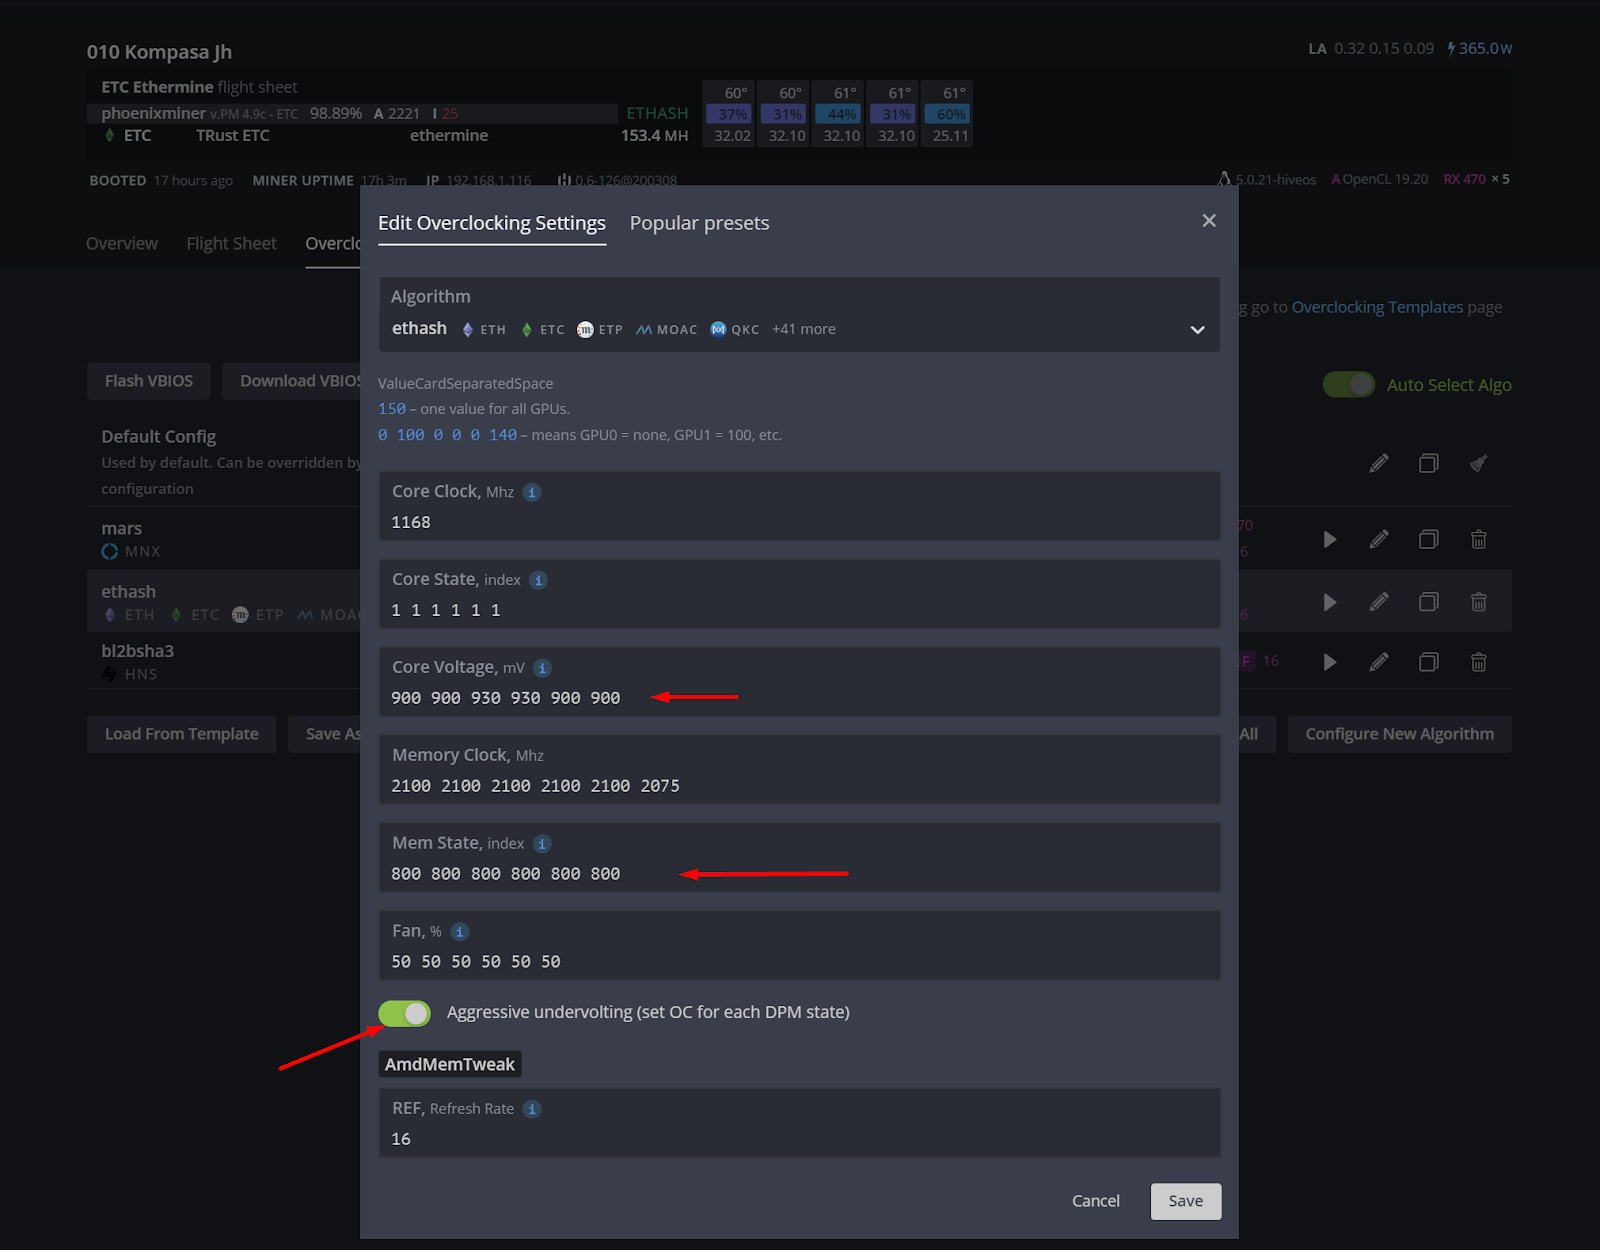 010 Kompasa Jh
LA 0.32 0.15 0.09 365.0W
ETC Ethermine flight sheet
60° 60° 61° 61° 61°
phoenixminer v.PM 4.9c - ETC 98.89% A 2221 I 25 ETHASH 37% 31% 44% 31% 60%
ETC TRust ETC ethermine 153.4 MH 32.02 32.10 32.10 32.10 25.11
BOOTED 17 hours ago MINER UPTIME 17h 3m IP 192.168.1.116 0.6-126@200308 5.0.21-hiveos A OpenCL 19.20 RX 470 × 5
Overview Flight Sheet Overclo
Edit Overclocking Settings Popular presets ×
Algorithm
ethash ETH ETC ETP MOAC QKC +41 more
g go to Overclocking Templates page
Flash VBIOS Download VBIOS
Auto Select Algo
ValueCardSeparatedSpace
150 – one value for all GPUs.
0 100 0 0 0 140 – means GPU0 = none, GPU1 = 100, etc.
Default Config
Used by default. Can be overridden by
configuration
mars
MNX
70
6
ethash
ETH ETC ETP MOAC
6
bl2bsha3
HNS
F 16
Load From Template Save As
All Configure New Algorithm
Core Clock, Mhz i
1168
Core State, index i
1 1 1 1 1 1
Core Voltage, mV i
900 900 930 930 900 900
Memory Clock, Mhz
2100 2100 2100 2100 2100 2075
Mem State, index i
800 800 800 800 800 800
Fan, % i
50 50 50 50 50 50
Aggressive undervolting (set OC for each DPM state)
AmdMemTweak
REF, Refresh Rate i
16
Cancel Save